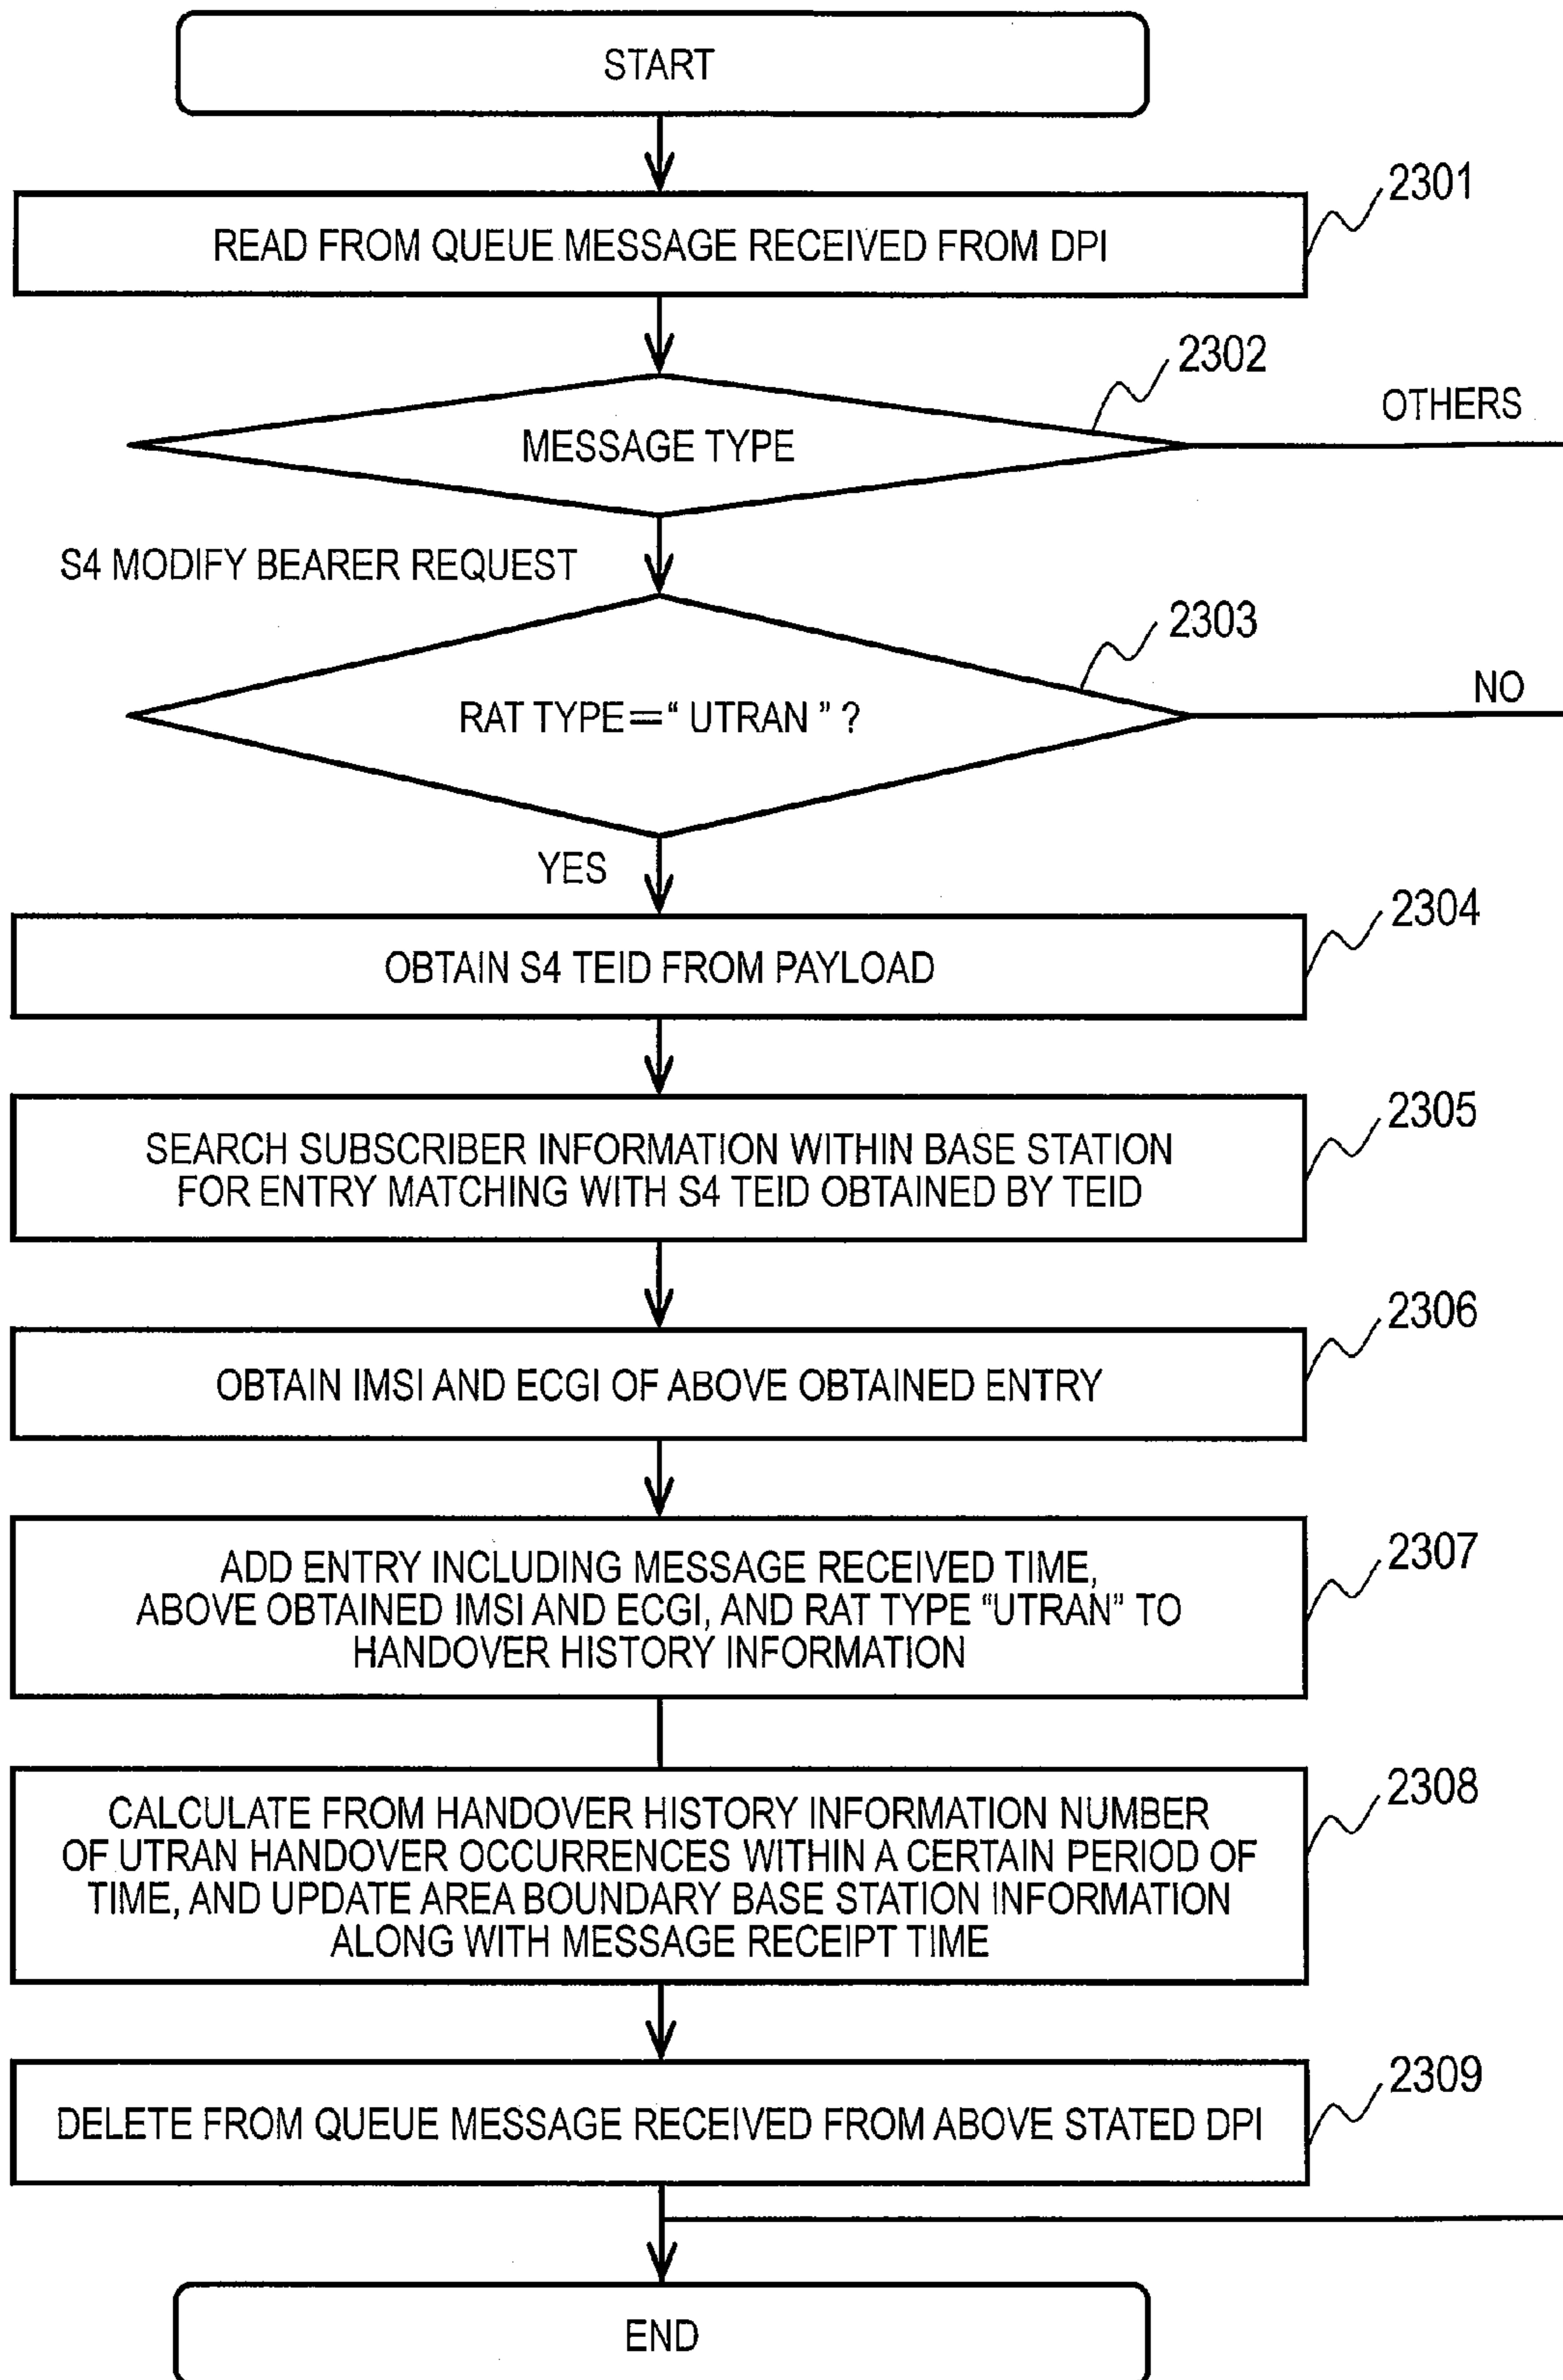 START
2301
READ FROM QUEUE MESSAGE RECEIVED FROM DPI
2302
OTHERS
MESSAGE TYPE
S4 MODIFY BEARER REQUEST
2303
NO
RAT TYPE=“ UTRAN ” ?
YES
2304
OBTAIN S4 TEID FROM PAYLOAD
2305
SEARCH SUBSCRIBER INFORMATION WITHIN BASE STATION
FOR ENTRY MATCHING WITH S4 TEID OBTAINED BY TEID
2306
OBTAIN IMSI AND ECGI OF ABOVE OBTAINED ENTRY
2307
ADD ENTRY INCLUDING MESSAGE RECEIVED TIME,
ABOVE OBTAINED IMSI AND ECGI, AND RAT TYPE “UTRAN” TO
HANDOVER HISTORY INFORMATION
2308
CALCULATE FROM HANDOVER HISTORY INFORMATION NUMBER
OF UTRAN HANDOVER OCCURRENCES WITHIN A CERTAIN PERIOD OF
TIME, AND UPDATE AREA BOUNDARY BASE STATION INFORMATION
ALONG WITH MESSAGE RECEIPT TIME
2309
DELETE FROM QUEUE MESSAGE RECEIVED FROM ABOVE STATED DPI
END